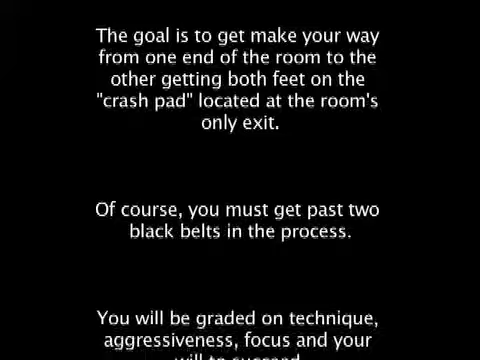 The goal is to get make your way
from one end of the room to the
other getting both feet on the
"crash pad" located at the room's
only exit.
Of course, you must get past two
black belts in the process.
You will be graded on technique,
aggressiveness, focus and your
will to succeed